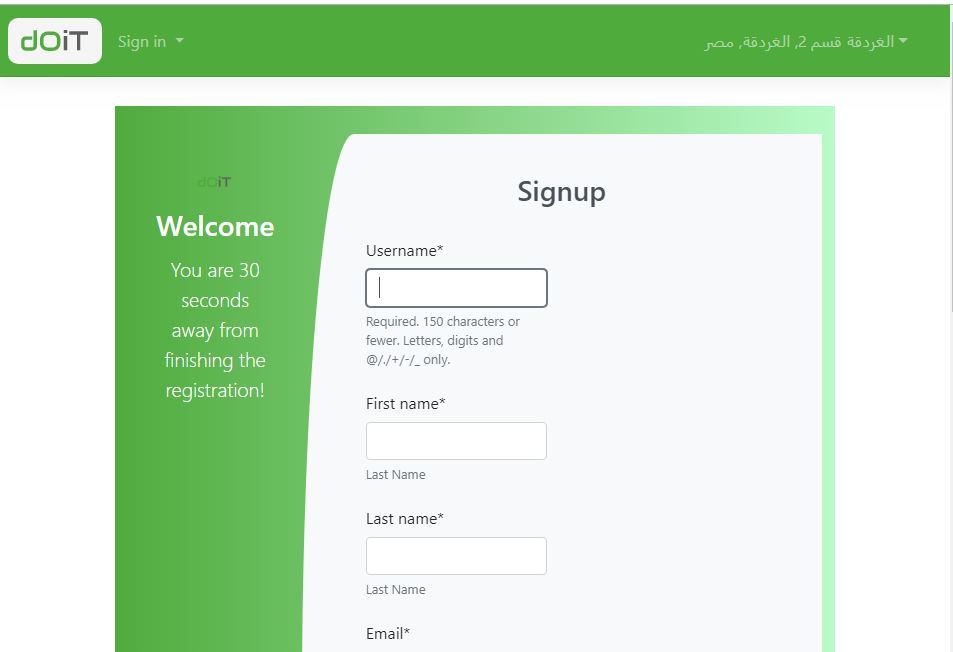 dOiT
Sign in
الغردقة قسم 2, الغردقة, مصر
dOiT
Welcome
You are 30
seconds
away from
finishing the
registration!
Signup
Username*
Required. 150 characters or
fewer. Letters, digits and
@/./+/-/_ only.
First name*
Last Name
Last name*
Last Name
Email*